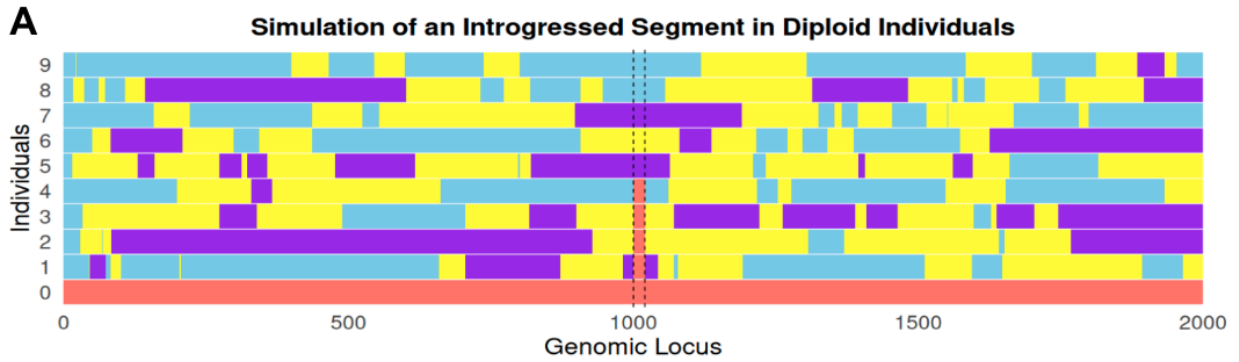 A
Simulation of an Introgressed Segment in Diploid Individuals
Individuals
9
8
7
6
5
4
3
2
1
0
0 500 1000 1500 2000
Genomic Locus